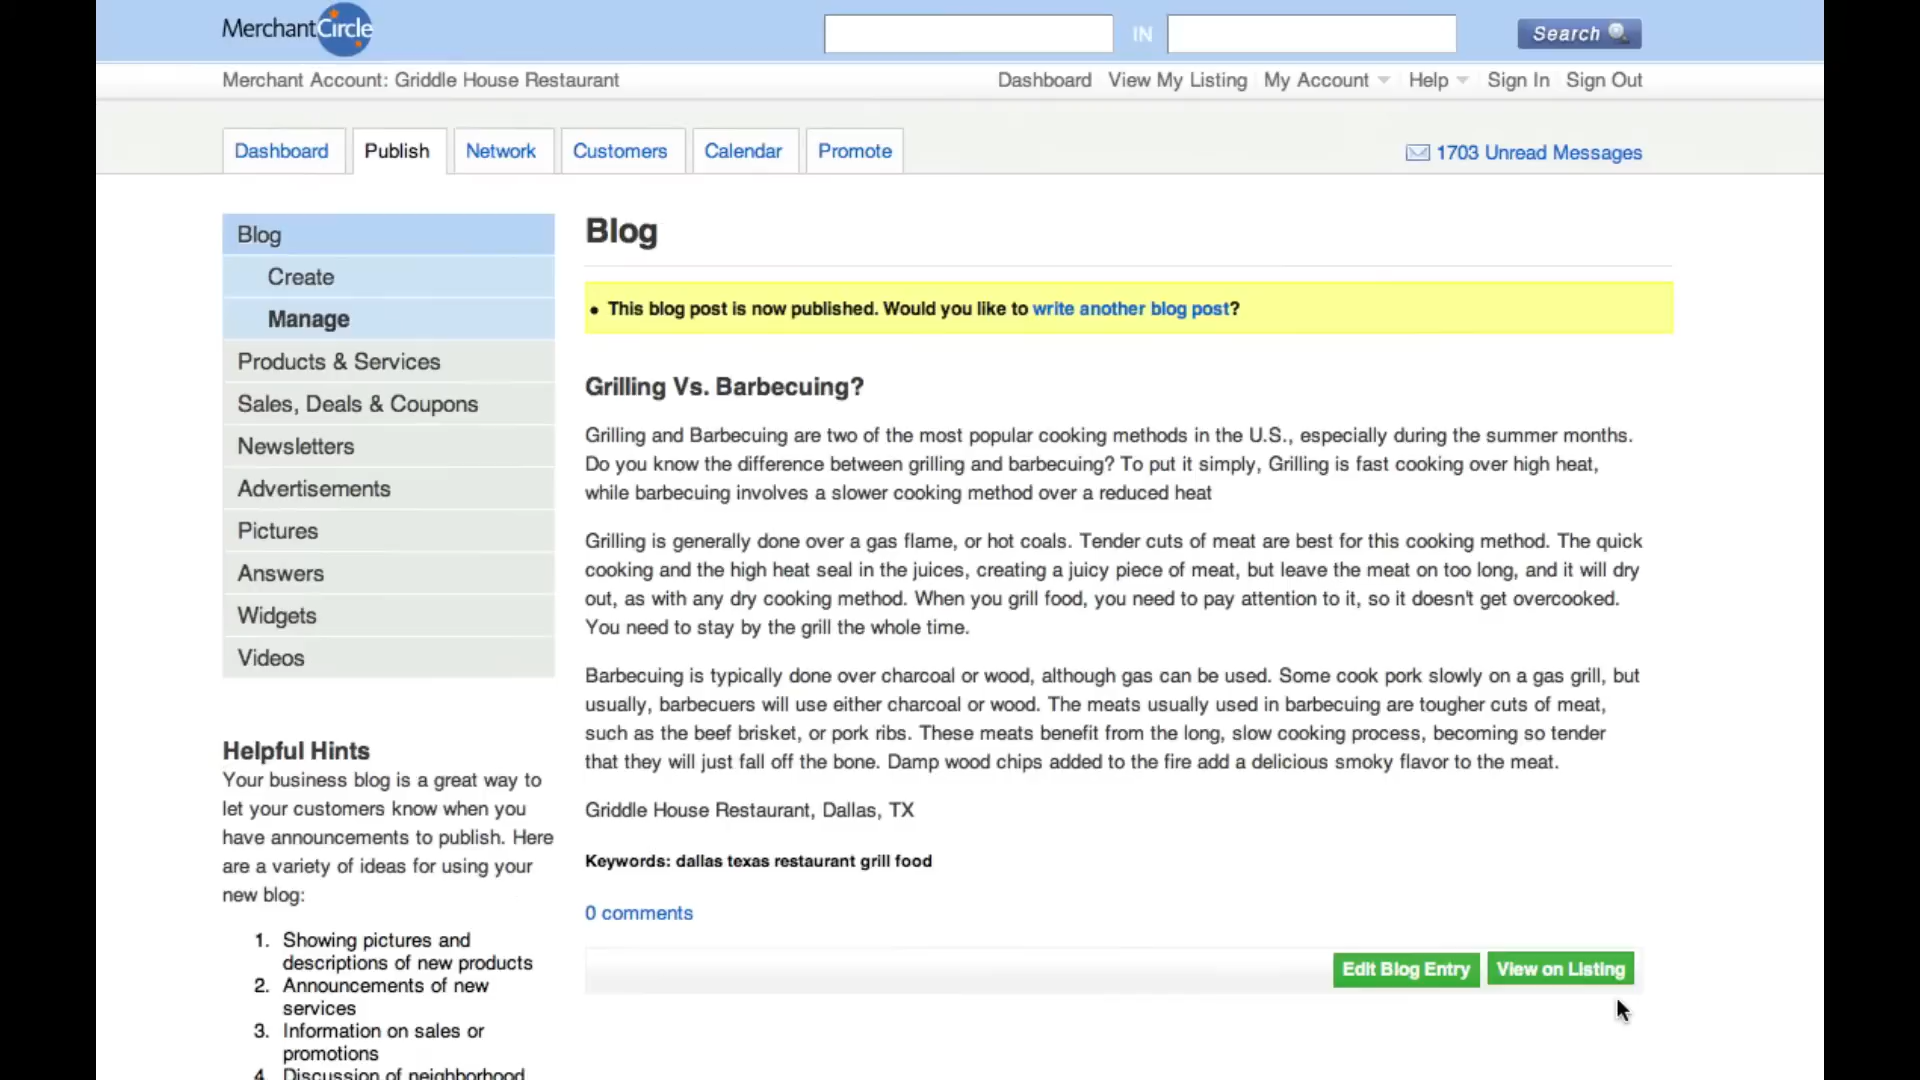 MerchantCircle
IN
Search
Merchant Account: Griddle House Restaurant
Dashboard View My Listing My Account Help Sign In Sign Out
Dashboard Publish Network Customers Calendar Promote
1703 Unread Messages
Blog
Create
Manage
Products & Services
Sales, Deals & Coupons
Newsletters
Advertisements
Pictures
Answers
Widgets
Videos
Helpful Hints
Your business blog is a great way to
let your customers know when you
have announcements to publish. Here
are a variety of ideas for using your
new blog:
1. Showing pictures and
descriptions of new products
2. Announcements of new
services
3. Information on sales or
promotions
4. Discussion of neighborhood
Blog
• This blog post is now published. Would you like to write another blog post?
Grilling Vs. Barbecuing?
Grilling and Barbecuing are two of the most popular cooking methods in the U.S., especially during the summer months.
Do you know the difference between grilling and barbecuing? To put it simply, Grilling is fast cooking over high heat,
while barbecuing involves a slower cooking method over a reduced heat
Grilling is generally done over a gas flame, or hot coals. Tender cuts of meat are best for this cooking method. The quick
cooking and the high heat seal in the juices, creating a juicy piece of meat, but leave the meat on too long, and it will dry
out, as with any dry cooking method. When you grill food, you need to pay attention to it, so it doesn't get overcooked.
You need to stay by the grill the whole time.
Barbecuing is typically done over charcoal or wood, although gas can be used. Some cook pork slowly on a gas grill, but
usually, barbecuers will use either charcoal or wood. The meats usually used in barbecuing are tougher cuts of meat,
such as the beef brisket, or pork ribs. These meats benefit from the long, slow cooking process, becoming so tender
that they will just fall off the bone. Damp wood chips added to the fire add a delicious smoky flavor to the meat.
Griddle House Restaurant, Dallas, TX
Keywords: dallas texas restaurant grill food
0 comments
Edit Blog Entry View on Listing